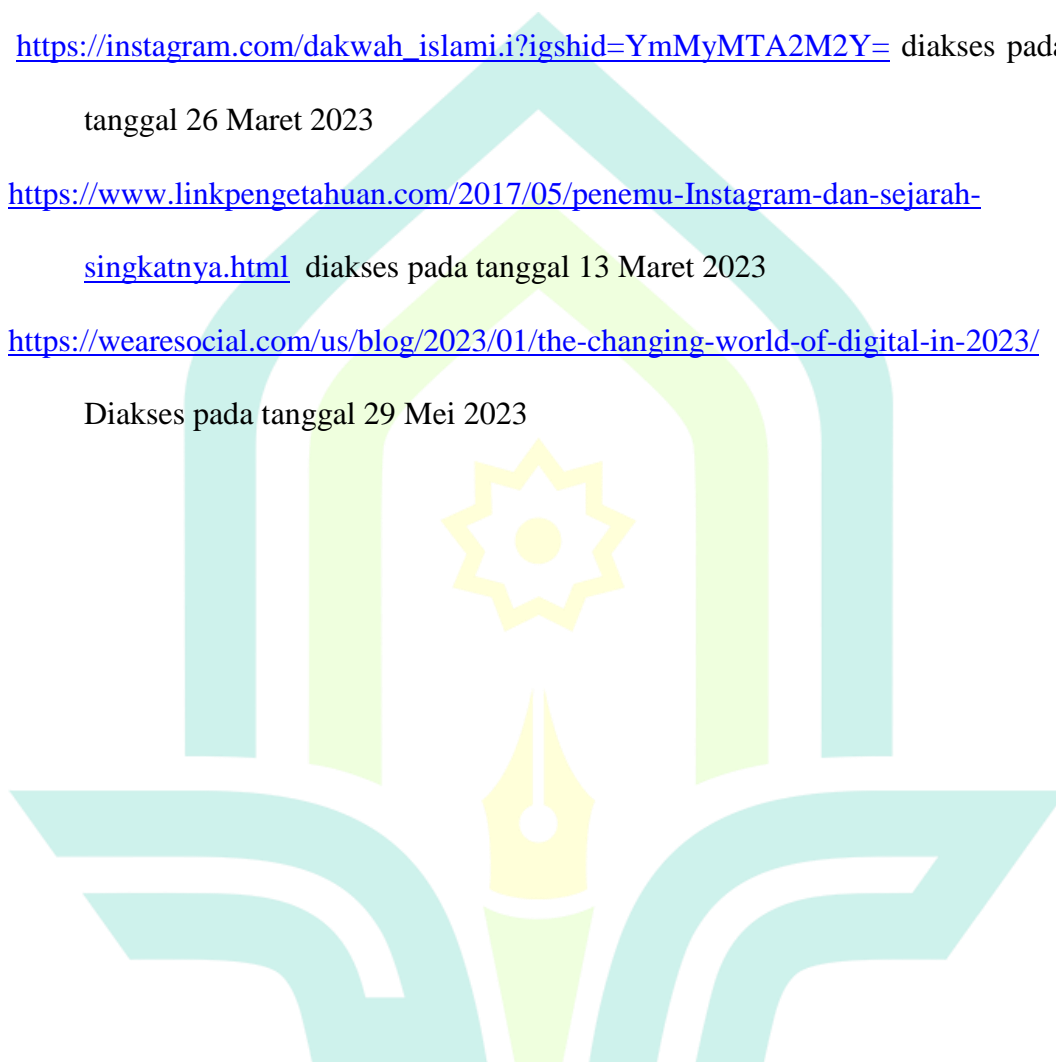 https://instagram.com/dakwah_islami.i?igshid=YmMyMTA2M2Y= diakses pada
tanggal 26 Maret 2023
https://www.linkpengetahuan.com/2017/05/penemu-Instagram-dan-sejarah-
singkatnya.html diakses pada tanggal 13 Maret 2023
https://wearesocial.com/us/blog/2023/01/the-changing-world-of-digital-in-2023/
Diakses pada tanggal 29 Mei 2023